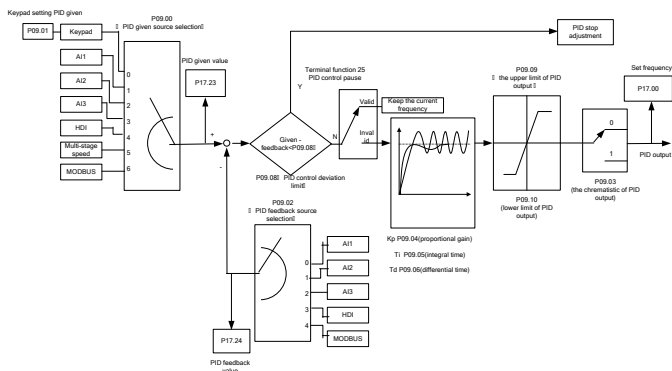 Keypad setting PID given
P09.00
( PID given source selection)
P09.01
Keypad
AI1
AI2
AI3
HDI
Multi-stage
speed
MODBUS
0
1
2
3
4
5
6
PID given value
P17.23
+
-
Given -
feedback<P09.08
Y
N
P09.08( PID control deviation
limit)
Terminal function 25
PID control pause
Valid
Inval
id
Keep the current
frequency
PID stop
adjustment
Kp P09.04(proportional gain)
Ti P09.05(integral time)
Td P09.06(differential time)
P09.09
( the upper limit of PID
output )
P09.10
(lower limit of PID
output)
0
1
P09.03
(the chrematistic of PID
output)
Set frequency
P17.00
PID output
P09.02
( PID feedback source
selection)
0
1
2
3
4
AI1
AI2
AI3
HDI
MODBUS
P17.24
PID feedback
value